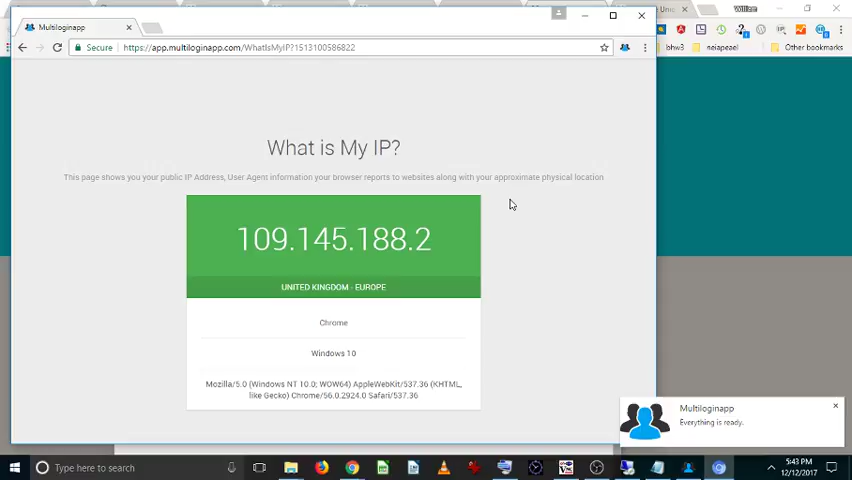 Multiloginapp
William
Secure https://app.multiloginapp.com/WhatIsMyIP?1513100586822
bhw3 neiapeael Other bookmarks
What is My IP?
This page shows you your public IP Address, User Agent information your browser reports to websites along with your approximate physical location
109.145.188.2
UNITED KINGDOM - EUROPE
Chrome
Windows 10
Mozilla/5.0 (Windows NT 10.0; WOW64) AppleWebKit/537.36 (KHTML,
like Gecko) Chrome/56.0.2924.0 Safari/537.36
Multiloginapp
Everything is ready.
Type here to search
5:43 PM
12/12/2017